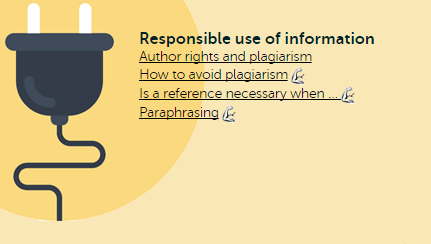 Responsible use of information
Author rights and plagiarism
How to avoid plagiarism
Is a reference necessary when ...
Paraphrasing